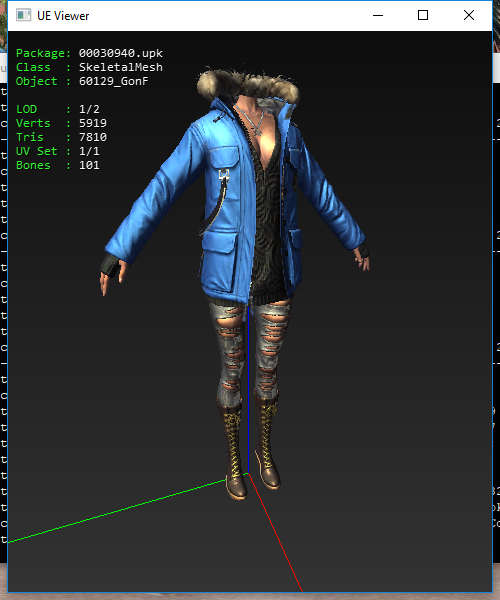 UE Viewer
Package: 00030940.upk
Class : SkeletalMesh
Object : 60129_GonF
LOD : 1/2
Verts : 5919
Tris : 7810
UV Set : 1/1
Bones : 101